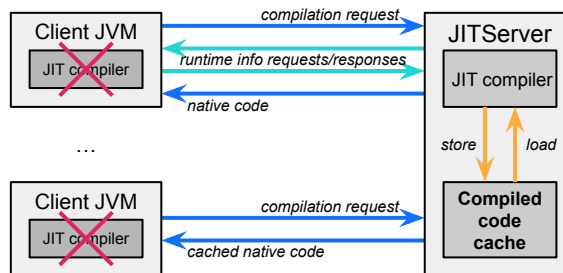 compilation request
Client JVM
JITServer
JIT compiler
runtime info requests/responses
JIT compiler
native code
store
load
…
Client JVM
compilation request
Compiled
code
cache
JIT compiler
cached native code